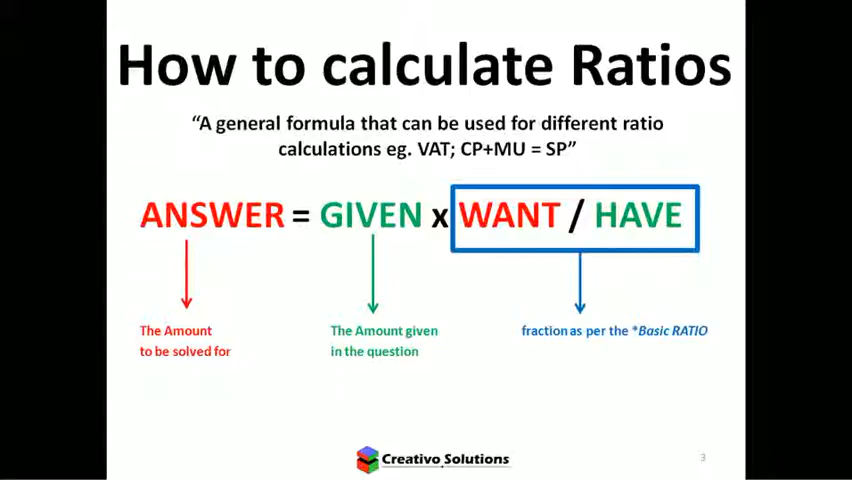 How to calculate Ratios
“A general formula that can be used for different ratio
calculations eg. VAT; CP+MU = SP”
ANSWER = GIVEN x WANT / HAVE
The Amount
to be solved for
The Amount given
in the question
fraction as per the *Basic RATIO
Creativo Solutions
3